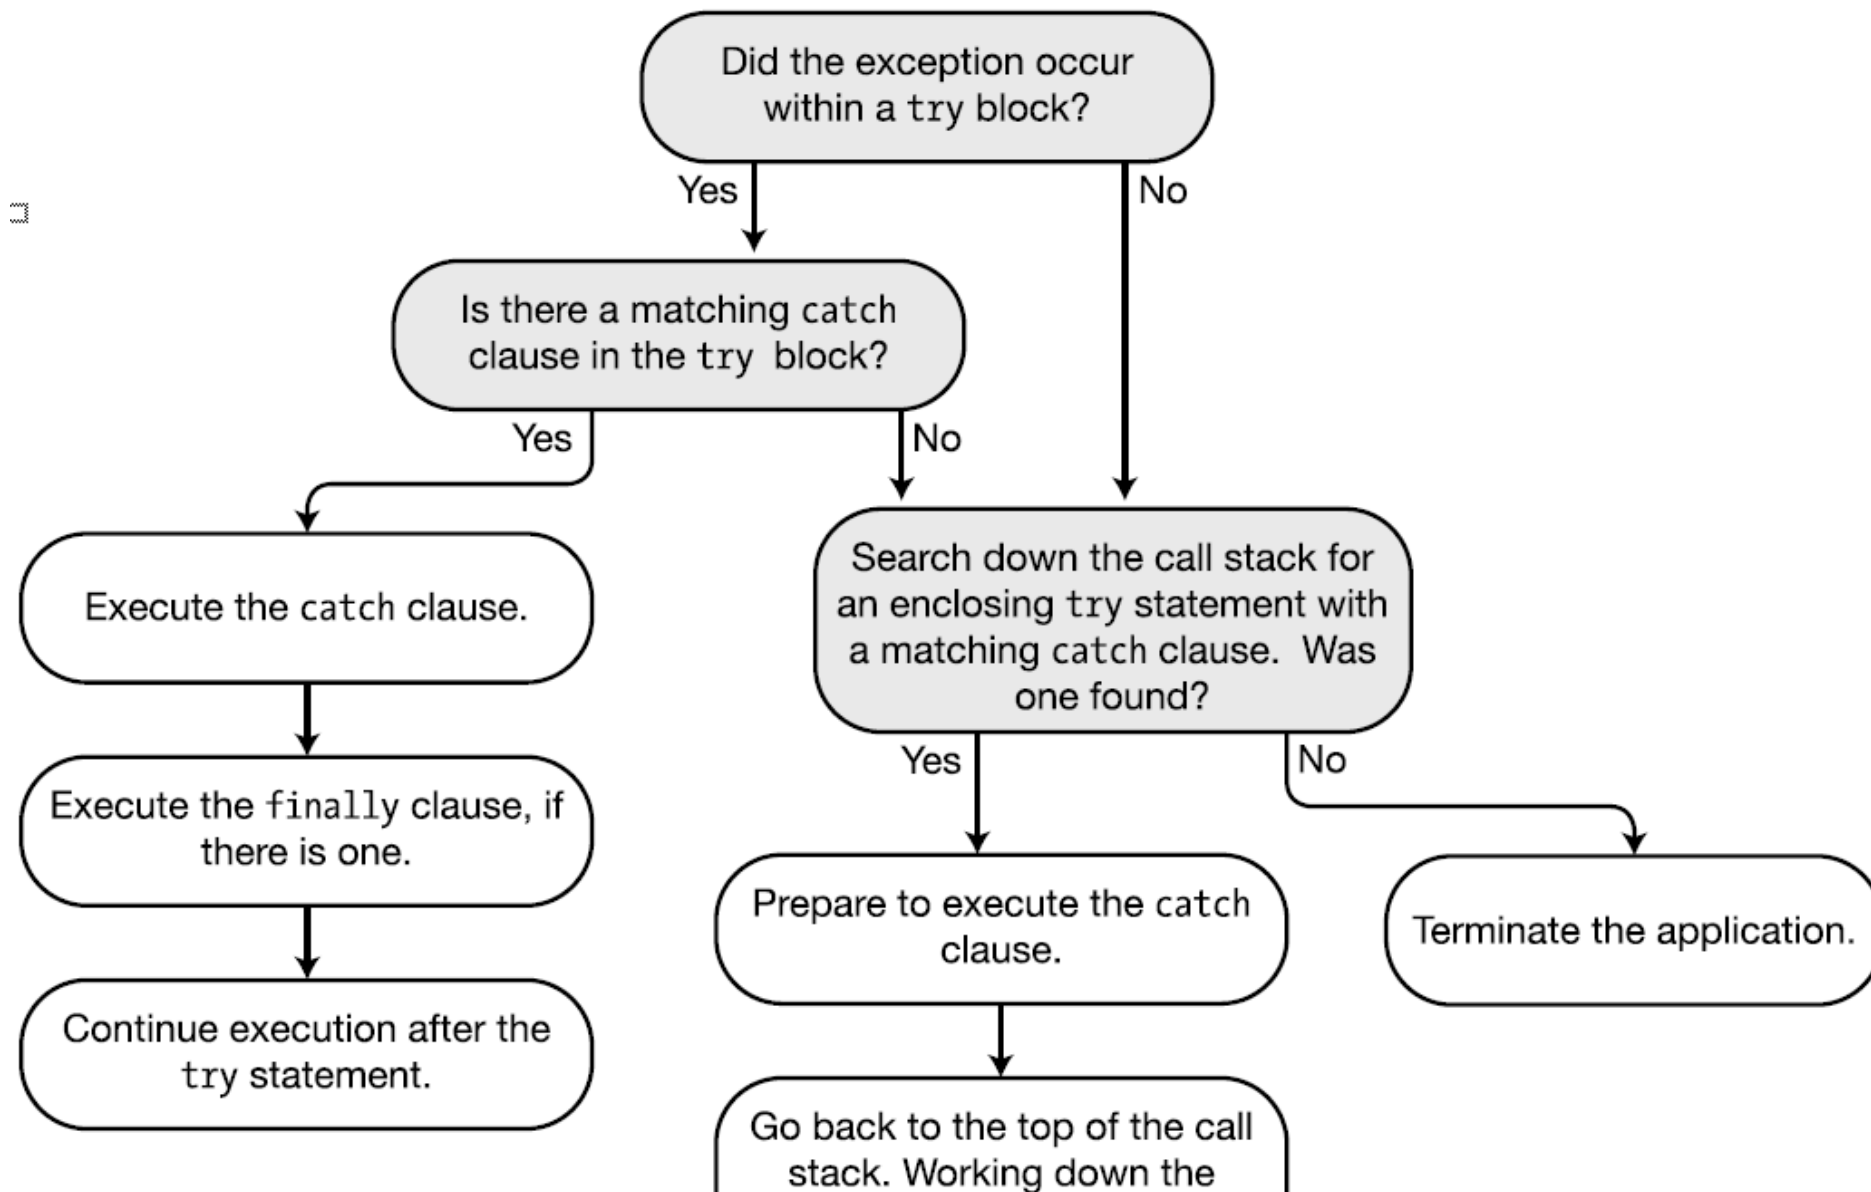 Did the exception occur
within a try block?
Yes
No
Is there a matching catch
clause in the try block?
Yes
No
Execute the catch clause.
Search down the call stack for
an enclosing try statement with
a matching catch clause. Was
one found?
Yes
No
Execute the finally clause, if
there is one.
Prepare to execute the catch
clause.
Terminate the application.
Continue execution after the
try statement.
Go back to the top of the call
stack. Working down the